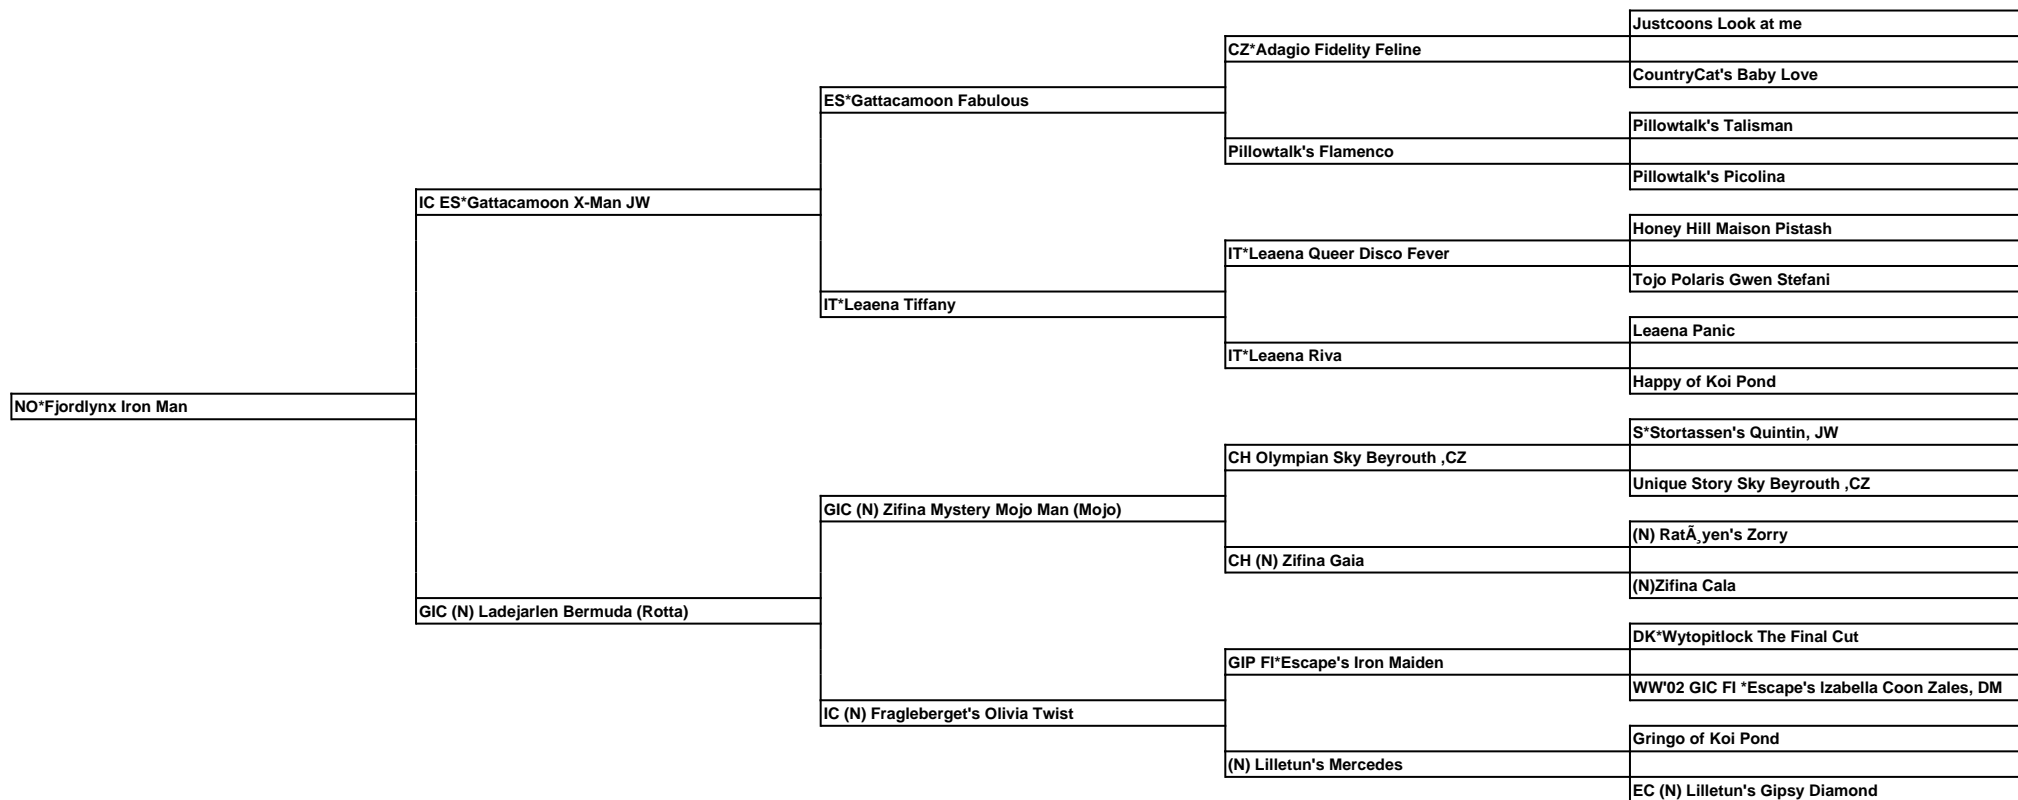 Justcoons Look at me
CZ*Adagio Fidelity Feline
CountryCat's Baby Love
ES*Gattacamoon Fabulous
Pillowtalk's Talisman
Pillowtalk's Flamenco
Pillowtalk's Picolina
IC ES*Gattacamoon X-Man JW
Honey Hill Maison Pistash
IT*Leaena Queer Disco Fever
Tojo Polaris Gwen Stefani
IT*Leaena Tiffany
Leaena Panic
IT*Leaena Riva
Happy of Koi Pond
NO*Fjordlynx Iron Man
S*Stortassen's Quintin, JW
CH Olympian Sky Beyrouth ,CZ
Unique Story Sky Beyrouth ,CZ
GIC (N) Zifina Mystery Mojo Man (Mojo)
(N) RatÃ¸yen's Zorry
CH (N) Zifina Gaia
(N)Zifina Cala
GIC (N) Ladejarlen Bermuda (Rotta)
DK*Wytopitlock The Final Cut
GIP FI*Escape's Iron Maiden
WW'02 GIC FI *Escape's Izabella Coon Zales, DM
IC (N) Fragleberget's Olivia Twist
Gringo of Koi Pond
(N) Lilletun's Mercedes
EC (N) Lilletun's Gipsy Diamond